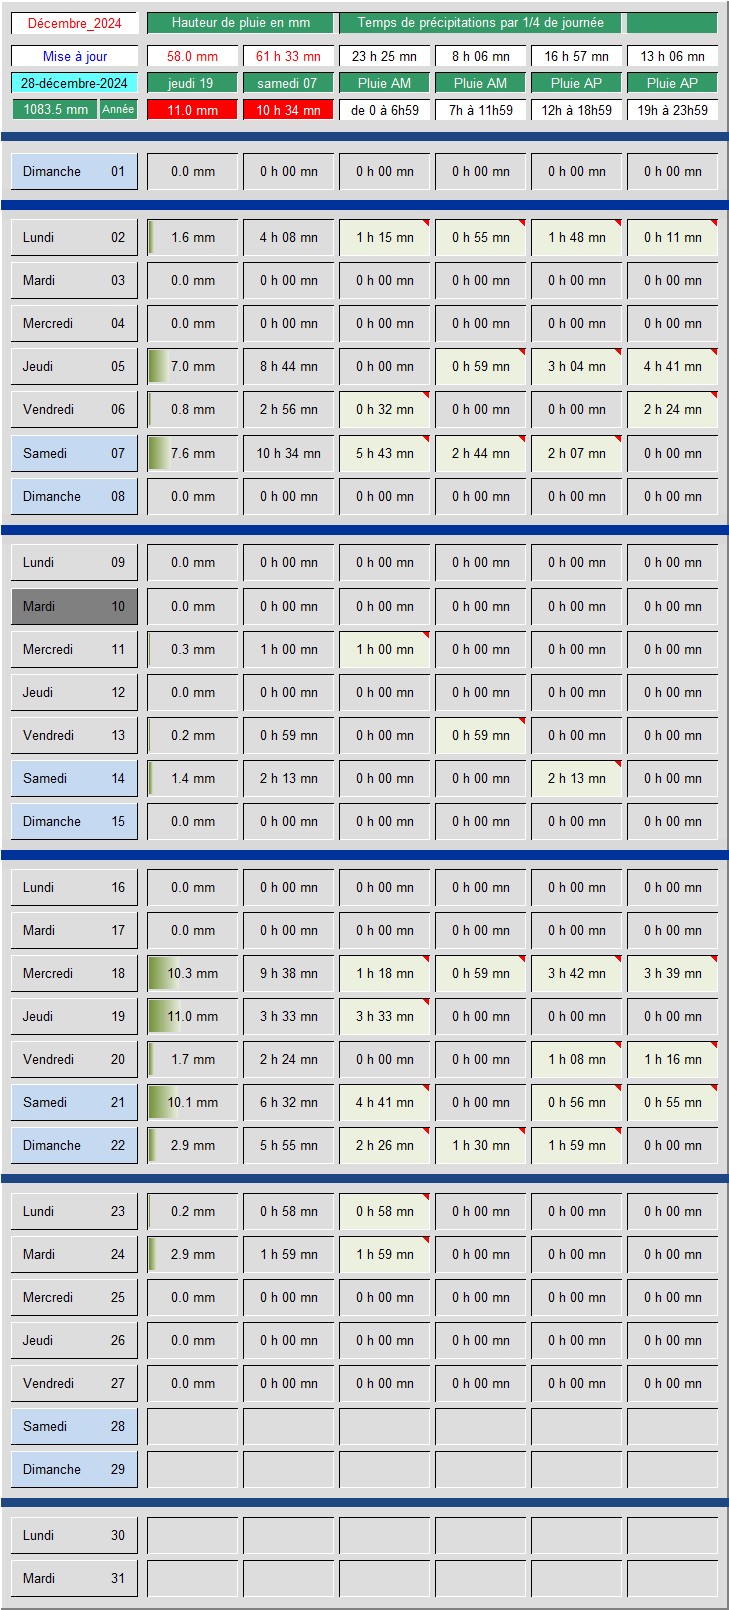 Décembre_2024 Hauteur de pluie en mm Temps de précipitations par 1/4 de journée
Mise à jour 58.0 mm 61 h 33 mn 23 h 25 mn 8 h 06 mn 16 h 57 mn 13 h 06 mn
28-décembre-2024 jeudi 19 samedi 07 Pluie AM Pluie AM Pluie AP Pluie AP
1083.5 mm Année 11.0 mm 10 h 34 mn de 0 à 6h59 7h à 11h59 12h à 18h59 19h à 23h59
Dimanche 01 0.0 mm 0 h 00 mn 0 h 00 mn 0 h 00 mn 0 h 00 mn 0 h 00 mn
Lundi 02 1.6 mm 4 h 08 mn 1 h 15 mn 0 h 55 mn 1 h 48 mn 0 h 11 mn
Mardi 03 0.0 mm 0 h 00 mn 0 h 00 mn 0 h 00 mn 0 h 00 mn 0 h 00 mn
Mercredi 04 0.0 mm 0 h 00 mn 0 h 00 mn 0 h 00 mn 0 h 00 mn 0 h 00 mn
Jeudi 05 7.0 mm 8 h 44 mn 0 h 00 mn 0 h 59 mn 3 h 04 mn 4 h 41 mn
Vendredi 06 0.8 mm 2 h 56 mn 0 h 32 mn 0 h 00 mn 0 h 00 mn 2 h 24 mn
Samedi 07 7.6 mm 10 h 34 mn 5 h 43 mn 2 h 44 mn 2 h 07 mn 0 h 00 mn
Dimanche 08 0.0 mm 0 h 00 mn 0 h 00 mn 0 h 00 mn 0 h 00 mn 0 h 00 mn
Lundi 09 0.0 mm 0 h 00 mn 0 h 00 mn 0 h 00 mn 0 h 00 mn 0 h 00 mn
Mardi 10 0.0 mm 0 h 00 mn 0 h 00 mn 0 h 00 mn 0 h 00 mn 0 h 00 mn
Mercredi 11 0.3 mm 1 h 00 mn 1 h 00 mn 0 h 00 mn 0 h 00 mn 0 h 00 mn
Jeudi 12 0.0 mm 0 h 00 mn 0 h 00 mn 0 h 00 mn 0 h 00 mn 0 h 00 mn
Vendredi 13 0.2 mm 0 h 59 mn 0 h 00 mn 0 h 59 mn 0 h 00 mn 0 h 00 mn
Samedi 14 1.4 mm 2 h 13 mn 0 h 00 mn 0 h 00 mn 2 h 13 mn 0 h 00 mn
Dimanche 15 0.0 mm 0 h 00 mn 0 h 00 mn 0 h 00 mn 0 h 00 mn 0 h 00 mn
Lundi 16 0.0 mm 0 h 00 mn 0 h 00 mn 0 h 00 mn 0 h 00 mn 0 h 00 mn
Mardi 17 0.0 mm 0 h 00 mn 0 h 00 mn 0 h 00 mn 0 h 00 mn 0 h 00 mn
Mercredi 18 10.3 mm 9 h 38 mn 1 h 18 mn 0 h 59 mn 3 h 42 mn 3 h 39 mn
Jeudi 19 11.0 mm 3 h 33 mn 3 h 33 mn 0 h 00 mn 0 h 00 mn 0 h 00 mn
Vendredi 20 1.7 mm 2 h 24 mn 0 h 00 mn 0 h 00 mn 1 h 08 mn 1 h 16 mn
Samedi 21 10.1 mm 6 h 32 mn 4 h 41 mn 0 h 00 mn 0 h 56 mn 0 h 55 mn
Dimanche 22 2.9 mm 5 h 55 mn 2 h 26 mn 1 h 30 mn 1 h 59 mn 0 h 00 mn
Lundi 23 0.2 mm 0 h 58 mn 0 h 58 mn 0 h 00 mn 0 h 00 mn 0 h 00 mn
Mardi 24 2.9 mm 1 h 59 mn 1 h 59 mn 0 h 00 mn 0 h 00 mn 0 h 00 mn
Mercredi 25 0.0 mm 0 h 00 mn 0 h 00 mn 0 h 00 mn 0 h 00 mn 0 h 00 mn
Jeudi 26 0.0 mm 0 h 00 mn 0 h 00 mn 0 h 00 mn 0 h 00 mn 0 h 00 mn
Vendredi 27 0.0 mm 0 h 00 mn 0 h 00 mn 0 h 00 mn 0 h 00 mn 0 h 00 mn
Samedi 28
Dimanche 29
Lundi 30
Mardi 31